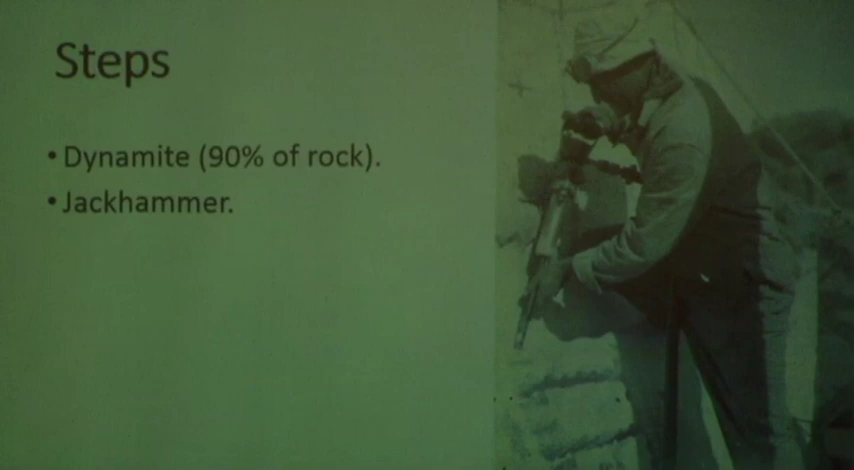 Steps
• Dynamite (90% of rock).
• Jackhammer.